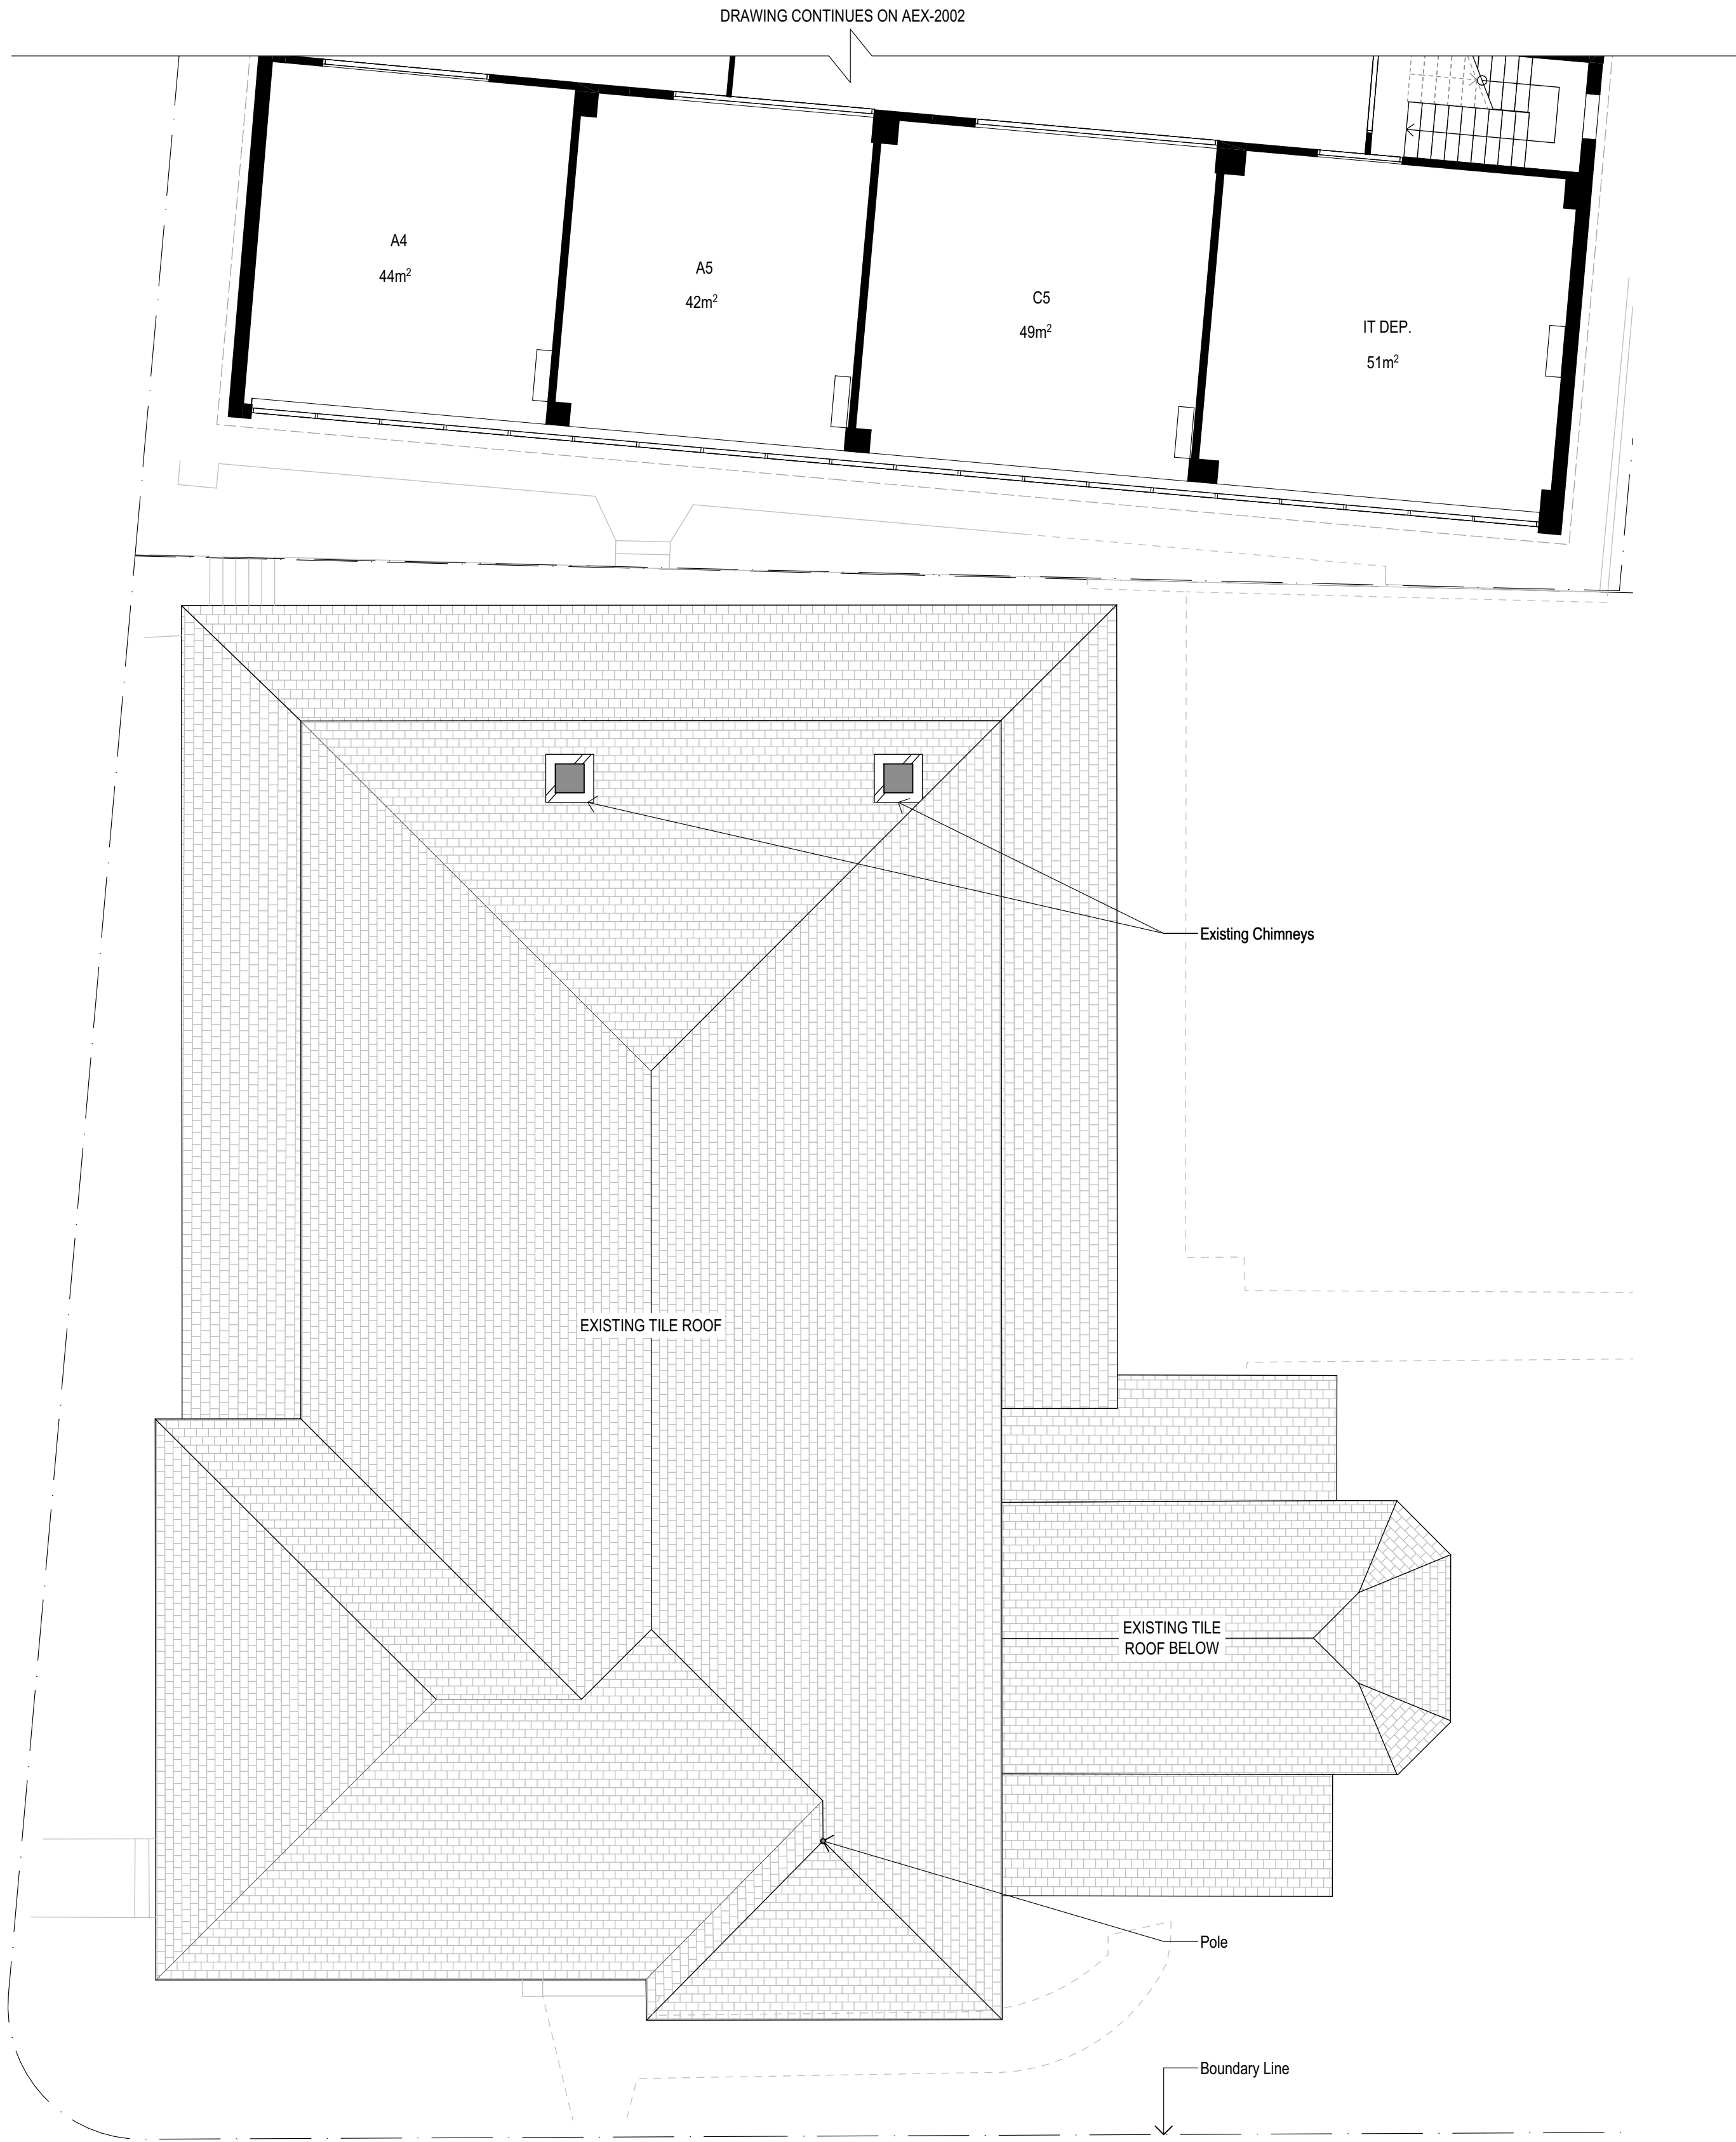 DRAWING CONTINUES ON AEX-2002
A4
44m²
A5
42m²
C5
49m²
IT DEP.
51m²
Existing Chimneys
EXISTING TILE ROOF
EXISTING TILE
ROOF BELOW
Pole
Boundary Line